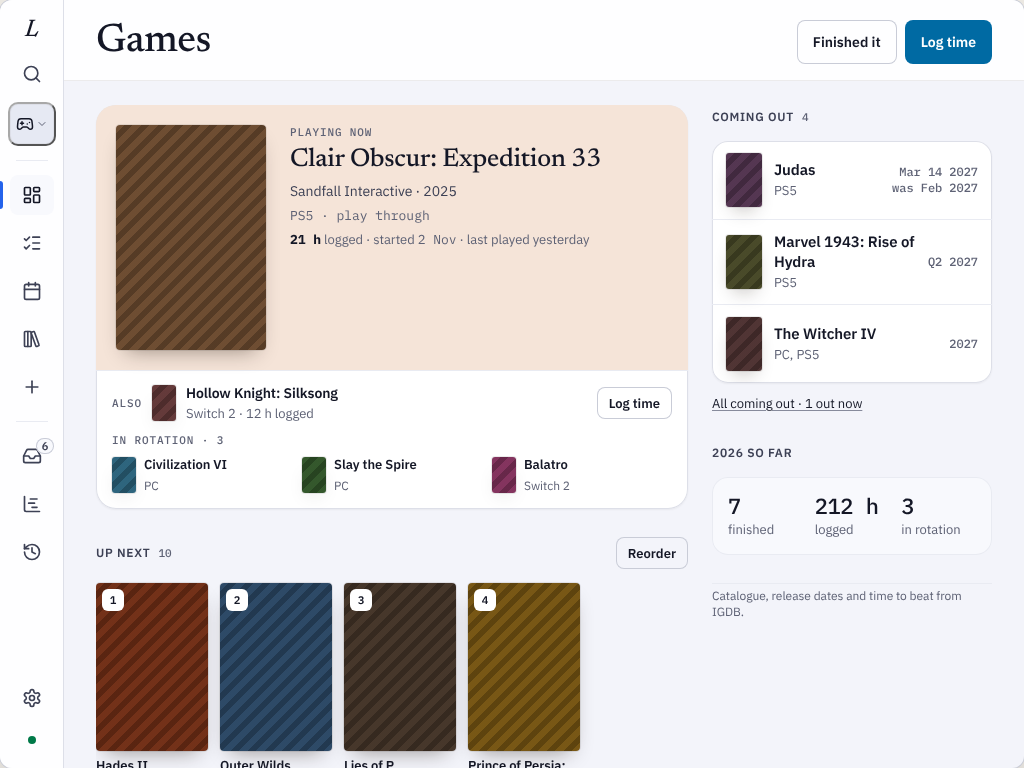 L
Games
Finished it
Log time
PLAYING NOW
Clair Obscur: Expedition 33
Sandfall Interactive · 2025
PS5 · play through
21 h logged · started 2 Nov · last played yesterday
ALSO
Hollow Knight: Silksong
Switch 2 · 12 h logged
Log time
IN ROTATION · 3
Civilization VI
PC
Slay the Spire
PC
Balatro
Switch 2
UP NEXT 10
Reorder
1
2
3
4
Hades II
Outer Wilds
Lies of P
Prince of Persia:
COMING OUT 4
Judas
PS5
Mar 14 2027
was Feb 2027
Marvel 1943: Rise of
Hydra
PS5
Q2 2027
The Witcher IV
PC, PS5
2027
All coming out · 1 out now
2026 SO FAR
7
finished
212 h
logged
3
in rotation
Catalogue, release dates and time to beat from
IGDB.
6